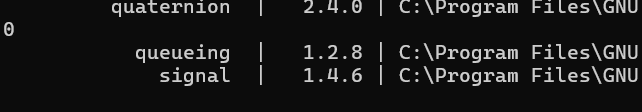 quaternion | 2.4.0 | C:\Program Files\GNU
0
queueing | 1.2.8 | C:\Program Files\GNU
signal | 1.4.6 | C:\Program Files\GNU